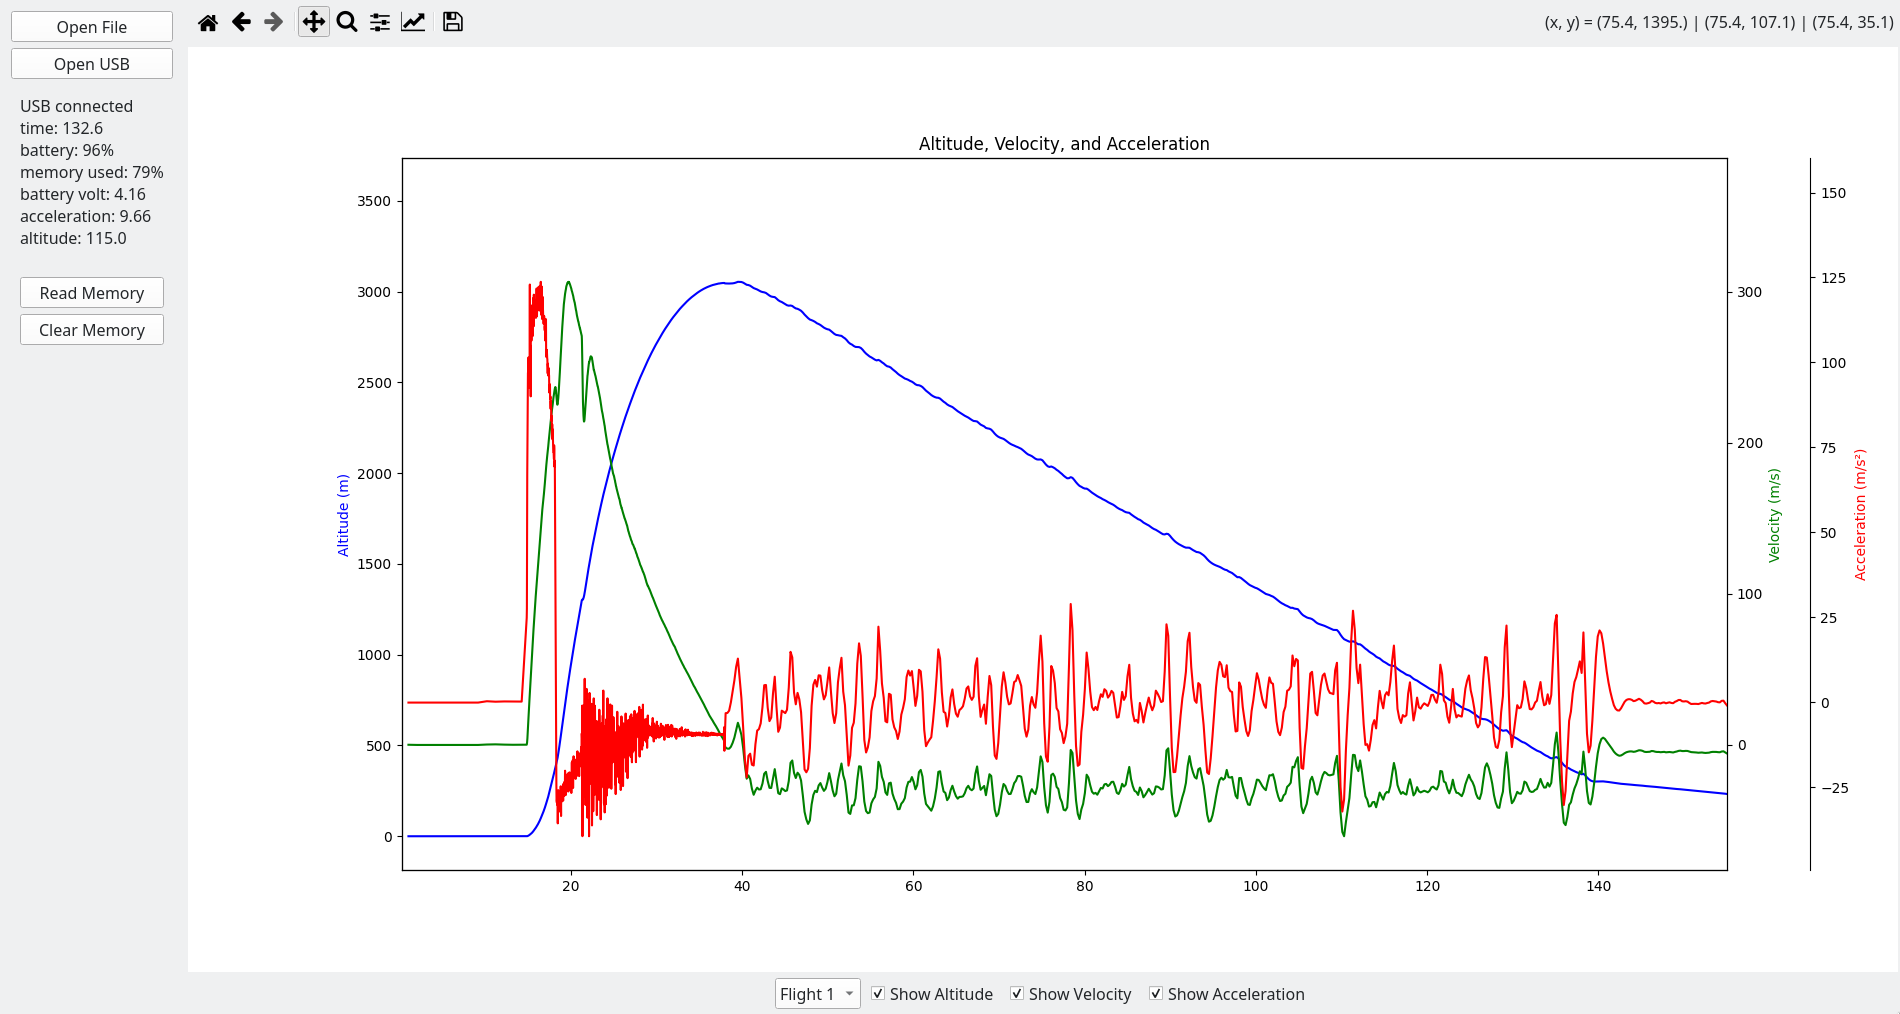 Open File
Open USB
USB connected
time: 132.6
battery: 96%
memory used: 79%
battery volt: 4.16
acceleration: 9.66
altitude: 115.0
Read Memory
Clear Memory
(x, y) = (75.4, 1395.) | (75.4, 107.1) | (75.4, 35.1)
Altitude, Velocity, and Acceleration
Altitude (m)
3500
3000
2500
2000
1500
1000
500
0
20 40 60 80 100 120 140
300
200
100
0
Velocity (m/s)
150
125
100
75
50
25
0
−25
Acceleration (m/s²)
Flight 1 Show Altitude Show Velocity Show Acceleration